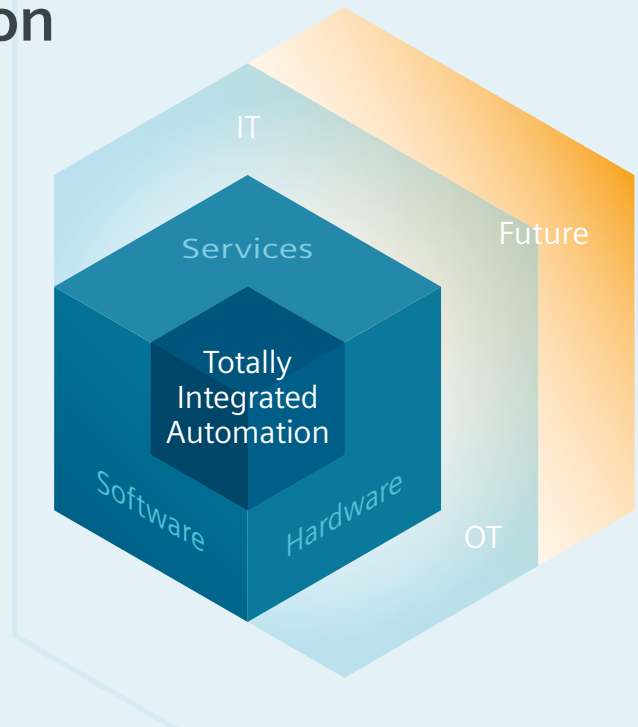 on
IT
Future
Services
Totally
Integrated
Automation
Software
Hardware
OT